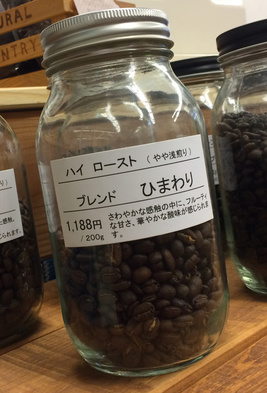 URAL
NTRY
ハイ ロースト （やや浅煎り）
ブレンド ひまわり
1,188円
/ 200g
さわやかな感触の中に、フルーティ
な甘さ、華やかな酸味が感じられま
す。